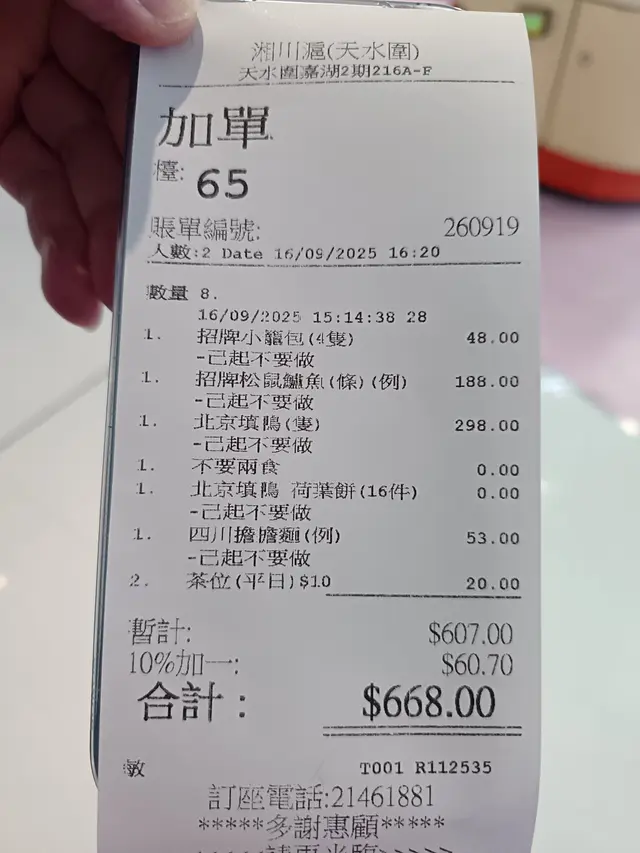 湘川滬(天水圍)
天水圍嘉湖2期216A-F
加單
檯: 65
賬單編號: 260919
人數:2 Date 16/09/2025 16:20
數量 8.
16/09/2025 15:14:38 28
1. 招牌小籠包(4隻) 48.00
-己起不要做
1. 招牌松鼠鱸魚(條)(例) 188.00
-己起不要做
1. 北京填鴨(隻) 298.00
-己起不要做
1. 不要兩食 0.00
1. 北京填鴨 荷葉餅(16件) 0.00
-己起不要做
1. 四川擔擔麵(例) 53.00
-己起不要做
2. 茶位(平日)$10 20.00
暫計: $607.00
10%加一: $60.70
合計: $668.00
敏 T001 R112535
訂座電話:21461881
*****多謝惠顧*****